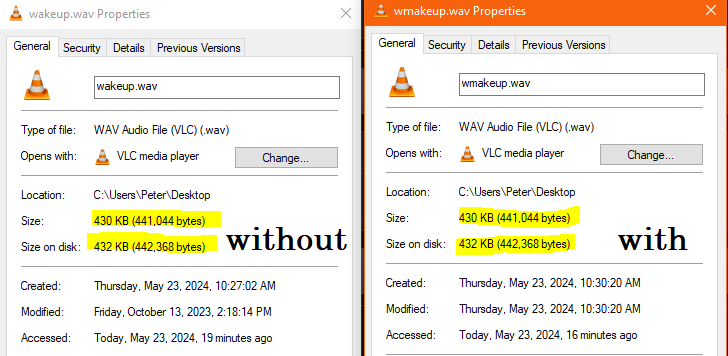 wakeup.wav Properties
General Security Details Previous Versions
wakeup.wav
Type of file: WAV Audio File (VLC) (.wav)
Opens with: VLC media player Change...
Location: C:\Users\Peter\Desktop
Size: 430 KB (441,044 bytes)
Size on disk: 432 KB (442,368 bytes)
without
Created: Thursday, May 23, 2024, 10:27:02 AM
Modified: Friday, October 13, 2023, 2:18:14 PM
Accessed: Today, May 23, 2024, 19 minutes ago
wmakeup.wav Properties
General Security Details Previous Versions
wmakeup.wav
Type of file: WAV Audio File (VLC) (.wav)
Opens with: VLC media player Change...
Location: C:\Users\Peter\Desktop
Size: 430 KB (441,044 bytes)
Size on disk: 432 KB (442,368 bytes)
with
Created: Thursday, May 23, 2024, 10:30:20 AM
Modified: Thursday, May 23, 2024, 10:30:20 AM
Accessed: Today, May 23, 2024, 16 minutes ago